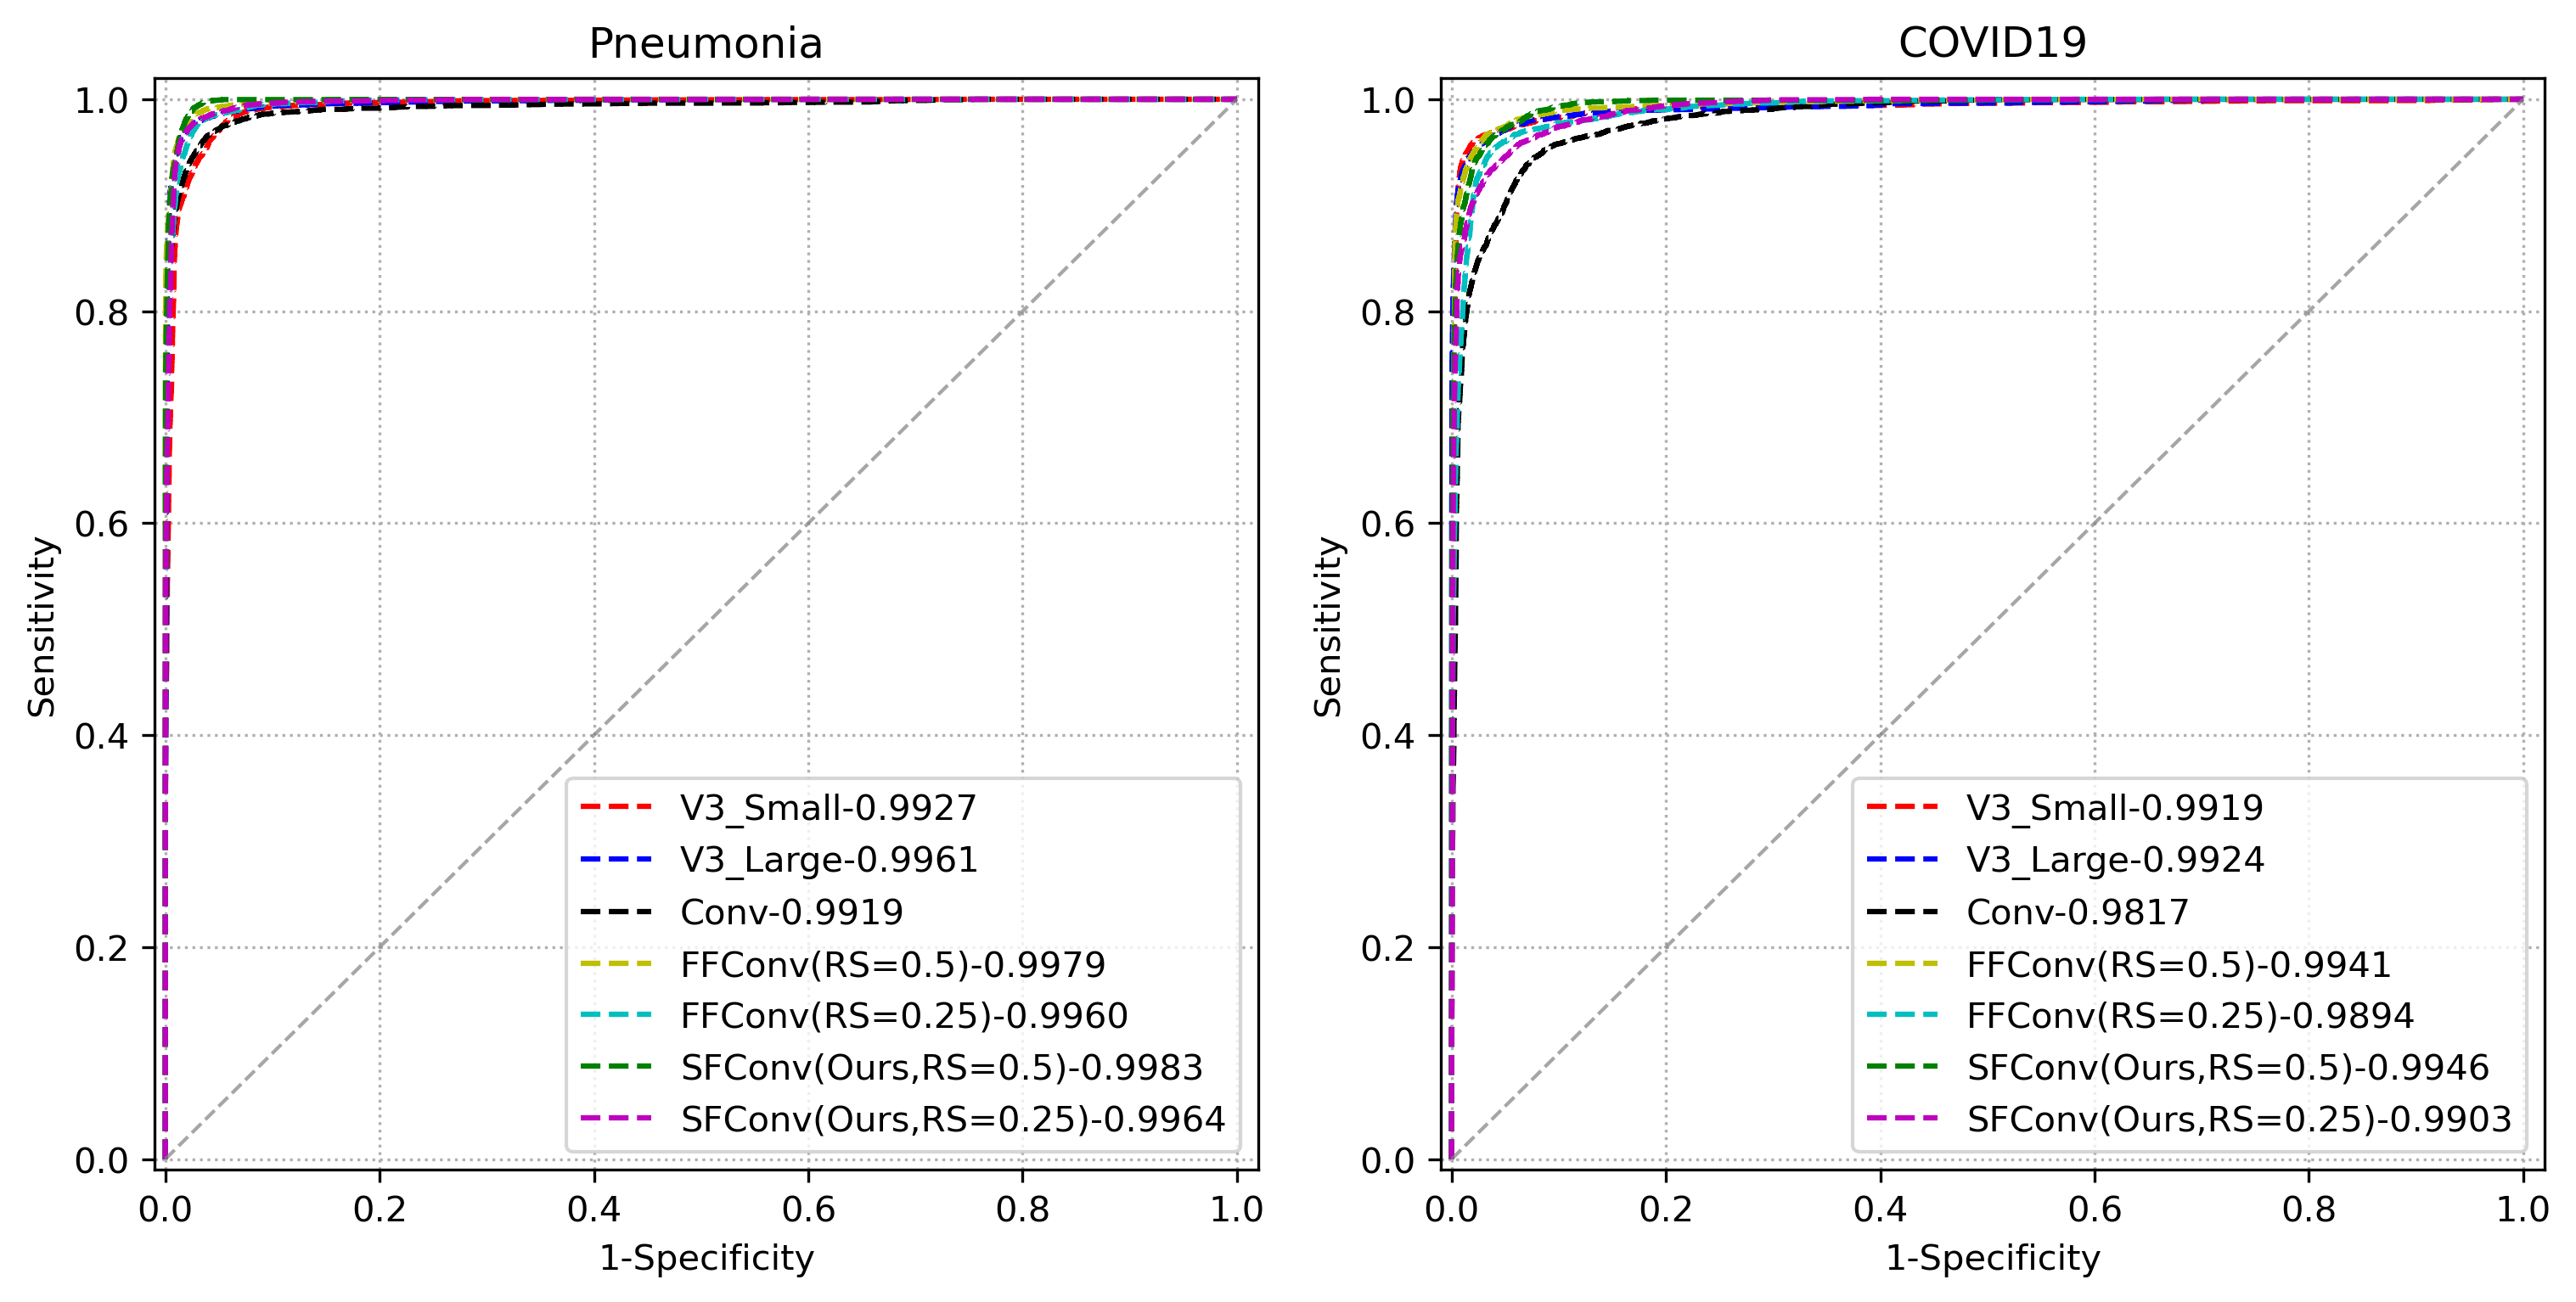 Pneumonia
1.0
0.8
0.6
0.4
0.2
0.0
Sensitivity
V3_Small-0.9927
V3_Large-0.9961
Conv-0.9919
FFConv(RS=0.5)-0.9979
FFConv(RS=0.25)-0.9960
SFConv(Ours,RS=0.5)-0.9983
SFConv(Ours,RS=0.25)-0.9964
0.0 0.2 0.4 0.6 0.8 1.0
1-Specificity
COVID19
1.0
0.8
0.6
0.4
0.2
0.0
Sensitivity
V3_Small-0.9919
V3_Large-0.9924
Conv-0.9817
FFConv(RS=0.5)-0.9941
FFConv(RS=0.25)-0.9894
SFConv(Ours,RS=0.5)-0.9946
SFConv(Ours,RS=0.25)-0.9903
0.0 0.2 0.4 0.6 0.8 1.0
1-Specificity